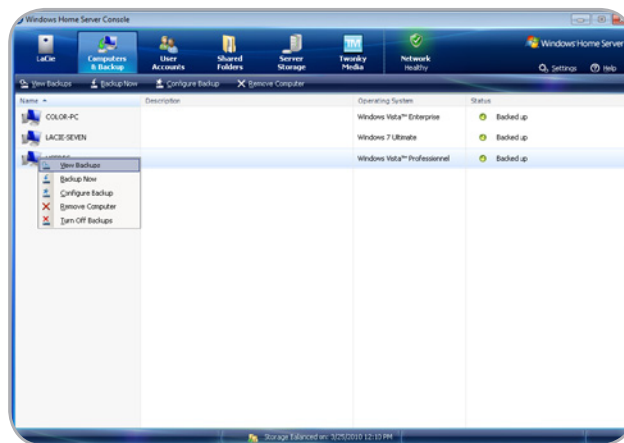 Windows Home Server Console
LaCie
Computers & Backup
User Accounts
Shared Folders
Server Storage
Twonky Media
Network Healthy
Windows Home Server
Settings Help
View Backups Backup Now Configure Backup Remove Computer
Name Description Operating System Status
COLOR-PC Windows Vista™ Enterprise Backed up
LACIE-SEVEN Windows 7 Ultimate Backed up
Windows Vista™ Professionnel Backed up
View Backups
Backup Now
Configure Backup
Remove Computer
Turn Off Backups
Storage Balanced on: 3/25/2010 12:10 PM